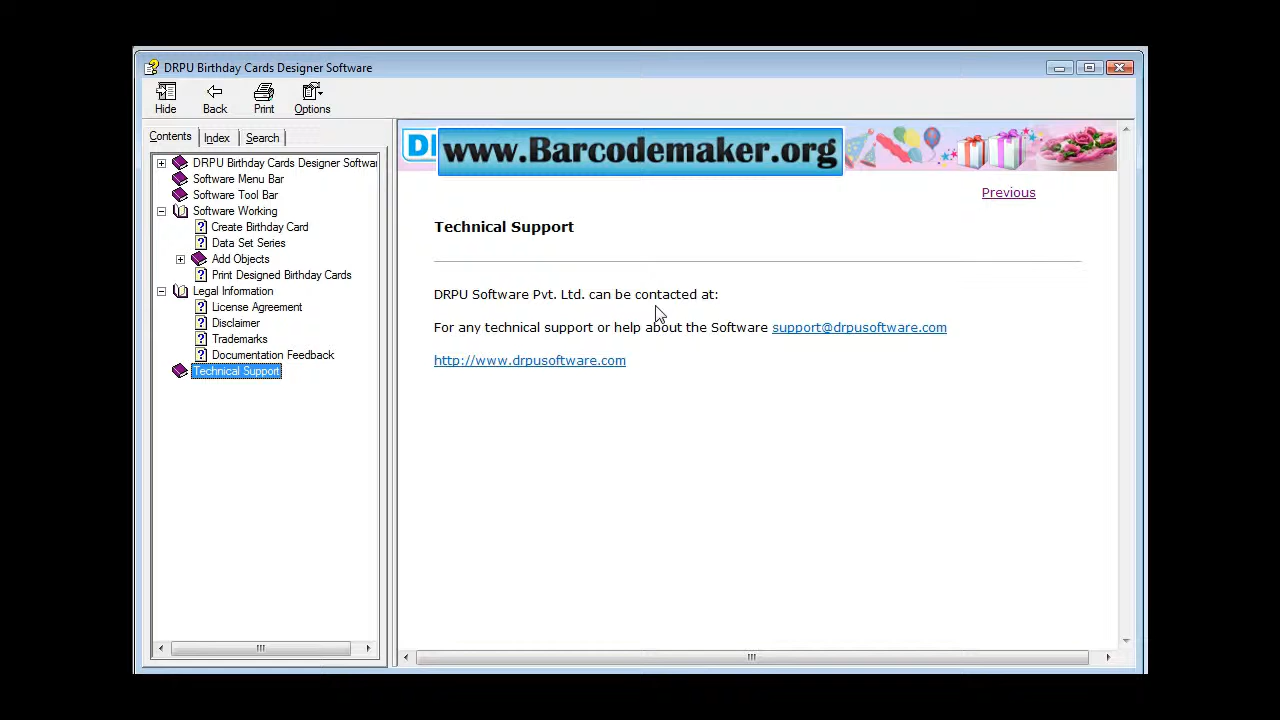 DRPU Birthday Cards Designer Software
Hide Back Print Options
Contents Index Search
DRPU Birthday Cards Designer Softwar
Software Menu Bar
Software Tool Bar
Software Working
Create Birthday Card
Data Set Series
Add Objects
Print Designed Birthday Cards
Legal Information
License Agreement
Disclaimer
Trademarks
Documentation Feedback
Technical Support
www.Barcodemaker.org
Previous
Technical Support
DRPU Software Pvt. Ltd. can be contacted at:
For any technical support or help about the Software support@drpusoftware.com
http://www.drpusoftware.com